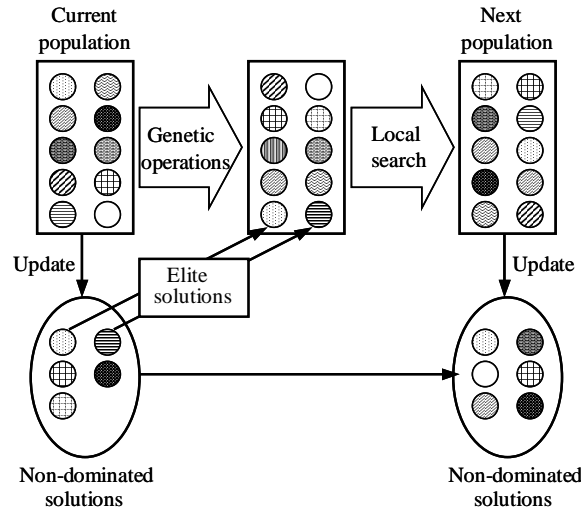 Current
population
Next
population
Genetic
operations
Local
search
Update
Elite
solutions
Update
Non-dominated
solutions
Non-dominated
solutions